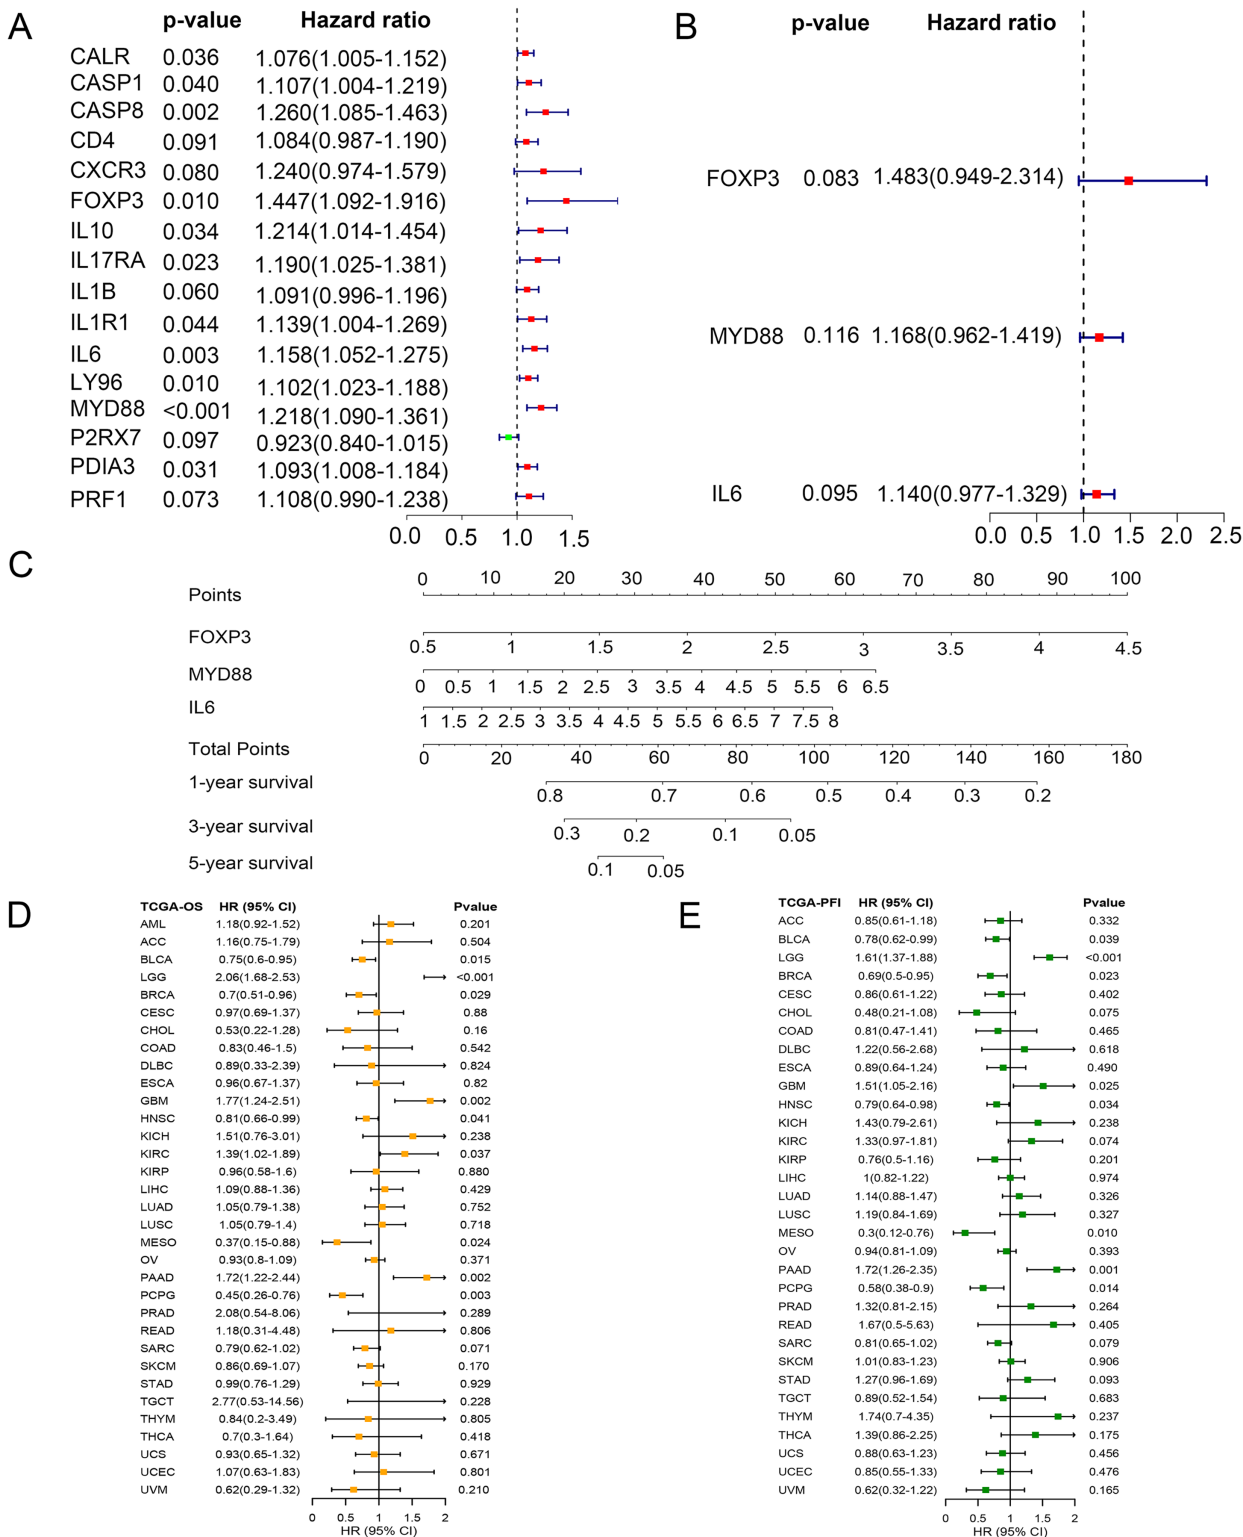 A
p-value Hazard ratio
CALR 0.036 1.076(1.005-1.152)
CASP1 0.040 1.107(1.004-1.219)
CASP8 0.002 1.260(1.085-1.463)
CD4 0.091 1.084(0.987-1.190)
CXCR3 0.080 1.240(0.974-1.579)
FOXP3 0.010 1.447(1.092-1.916)
IL10 0.034 1.214(1.014-1.454)
IL17RA 0.023 1.190(1.025-1.381)
IL1B 0.060 1.091(0.996-1.196)
IL1R1 0.044 1.139(1.004-1.269)
IL6 0.003 1.158(1.052-1.275)
LY96 0.010 1.102(1.023-1.188)
MYD88 <0.001 1.218(1.090-1.361)
P2RX7 0.097 0.923(0.840-1.015)
PDIA3 0.031 1.093(1.008-1.184)
PRF1 0.073 1.108(0.990-1.238)
0.0 0.5 1.0 1.5
B
p-value Hazard ratio
FOXP3 0.083 1.483(0.949-2.314)
MYD88 0.116 1.168(0.962-1.419)
IL6 0.095 1.140(0.977-1.329)
0.0 0.5 1.0 1.5 2.0 2.5
C
Points 0 10 20 30 40 50 60 70 80 90 100
FOXP3 0.5 1 1.5 2 2.5 3 3.5 4 4.5
MYD88 0 0.5 1 1.5 2 2.5 3 3.5 4 4.5 5 5.5 6 6.5
IL6 1 1.5 2 2.5 3 3.5 4 4.5 5 5.5 6 6.5 7 7.5 8
Total Points 0 20 40 60 80 100 120 140 160 180
1-year survival 0.8 0.7 0.6 0.5 0.4 0.3 0.2
3-year survival 0.3 0.2 0.1 0.05
5-year survival 0.1 0.05
D
TCGA-OS HR (95% CI) Pvalue
AML 1.18(0.92-1.52) 0.201
ACC 1.16(0.75-1.79) 0.504
BLCA 0.75(0.6-0.95) 0.015
LGG 2.06(1.68-2.53) <0.001
BRCA 0.7(0.51-0.96) 0.029
CESC 0.97(0.69-1.37) 0.88
CHOL 0.53(0.22-1.28) 0.16
COAD 0.83(0.46-1.5) 0.542
DLBC 0.89(0.33-2.39) 0.824
ESCA 0.96(0.67-1.37) 0.82
GBM 1.77(1.24-2.51) 0.002
HNSC 0.81(0.66-0.99) 0.041
KICH 1.51(0.76-3.01) 0.238
KIRC 1.39(1.02-1.89) 0.037
KIRP 0.96(0.58-1.6) 0.880
LIHC 1.09(0.88-1.36) 0.429
LUAD 1.05(0.79-1.38) 0.752
LUSC 1.05(0.79-1.4) 0.718
MESO 0.37(0.15-0.88) 0.024
OV 0.93(0.8-1.09) 0.371
PAAD 1.72(1.22-2.44) 0.002
PCPG 0.45(0.26-0.76) 0.003
PRAD 2.08(0.54-8.06) 0.289
READ 1.18(0.31-4.48) 0.806
SARC 0.79(0.62-1.02) 0.071
SKCM 0.86(0.69-1.07) 0.170
STAD 0.99(0.76-1.29) 0.929
TGCT 2.77(0.53-14.56) 0.228
THYM 0.84(0.2-3.49) 0.805
THCA 0.7(0.3-1.64) 0.418
UCS 0.93(0.65-1.32) 0.671
UCEC 1.07(0.63-1.83) 0.801
UVM 0.62(0.29-1.32) 0.210
0 0.5 1 1.5 2
HR (95% CI)
E
TCGA-PFI HR (95% CI) Pvalue
ACC 0.85(0.61-1.18) 0.332
BLCA 0.78(0.62-0.99) 0.039
LGG 1.61(1.37-1.88) <0.001
BRCA 0.69(0.5-0.95) 0.023
CESC 0.86(0.61-1.22) 0.402
CHOL 0.48(0.21-1.08) 0.075
COAD 0.81(0.47-1.41) 0.465
DLBC 1.22(0.56-2.68) 0.618
ESCA 0.89(0.64-1.24) 0.490
GBM 1.51(1.05-2.16) 0.025
HNSC 0.79(0.64-0.98) 0.034
KICH 1.43(0.79-2.61) 0.238
KIRC 1.33(0.97-1.81) 0.074
KIRP 0.76(0.5-1.16) 0.201
LIHC 1(0.82-1.22) 0.974
LUAD 1.14(0.88-1.47) 0.326
LUSC 1.19(0.84-1.69) 0.327
MESO 0.3(0.12-0.76) 0.010
OV 0.94(0.81-1.09) 0.393
PAAD 1.72(1.26-2.35) 0.001
PCPG 0.58(0.38-0.9) 0.014
PRAD 1.32(0.81-2.15) 0.264
READ 1.67(0.5-5.63) 0.405
SARC 0.81(0.65-1.02) 0.079
SKCM 1.01(0.83-1.23) 0.906
STAD 1.27(0.96-1.69) 0.093
TGCT 0.89(0.52-1.54) 0.683
THYM 1.74(0.7-4.35) 0.237
THCA 1.39(0.86-2.25) 0.175
UCS 0.88(0.63-1.23) 0.456
UCEC 0.85(0.55-1.33) 0.476
UVM 0.62(0.32-1.22) 0.165
0 0.5 1 1.5 2
HR (95% CI)